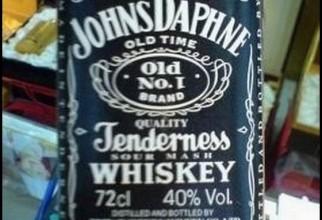 JOHNS DAPHNE
OLD TIME
Old
No. 1
BRAND
QUALITY
Tenderness
SOUR MASH
WHISKEY
72cl 40% Vol.
DISTILLED AND BOTTLED BY